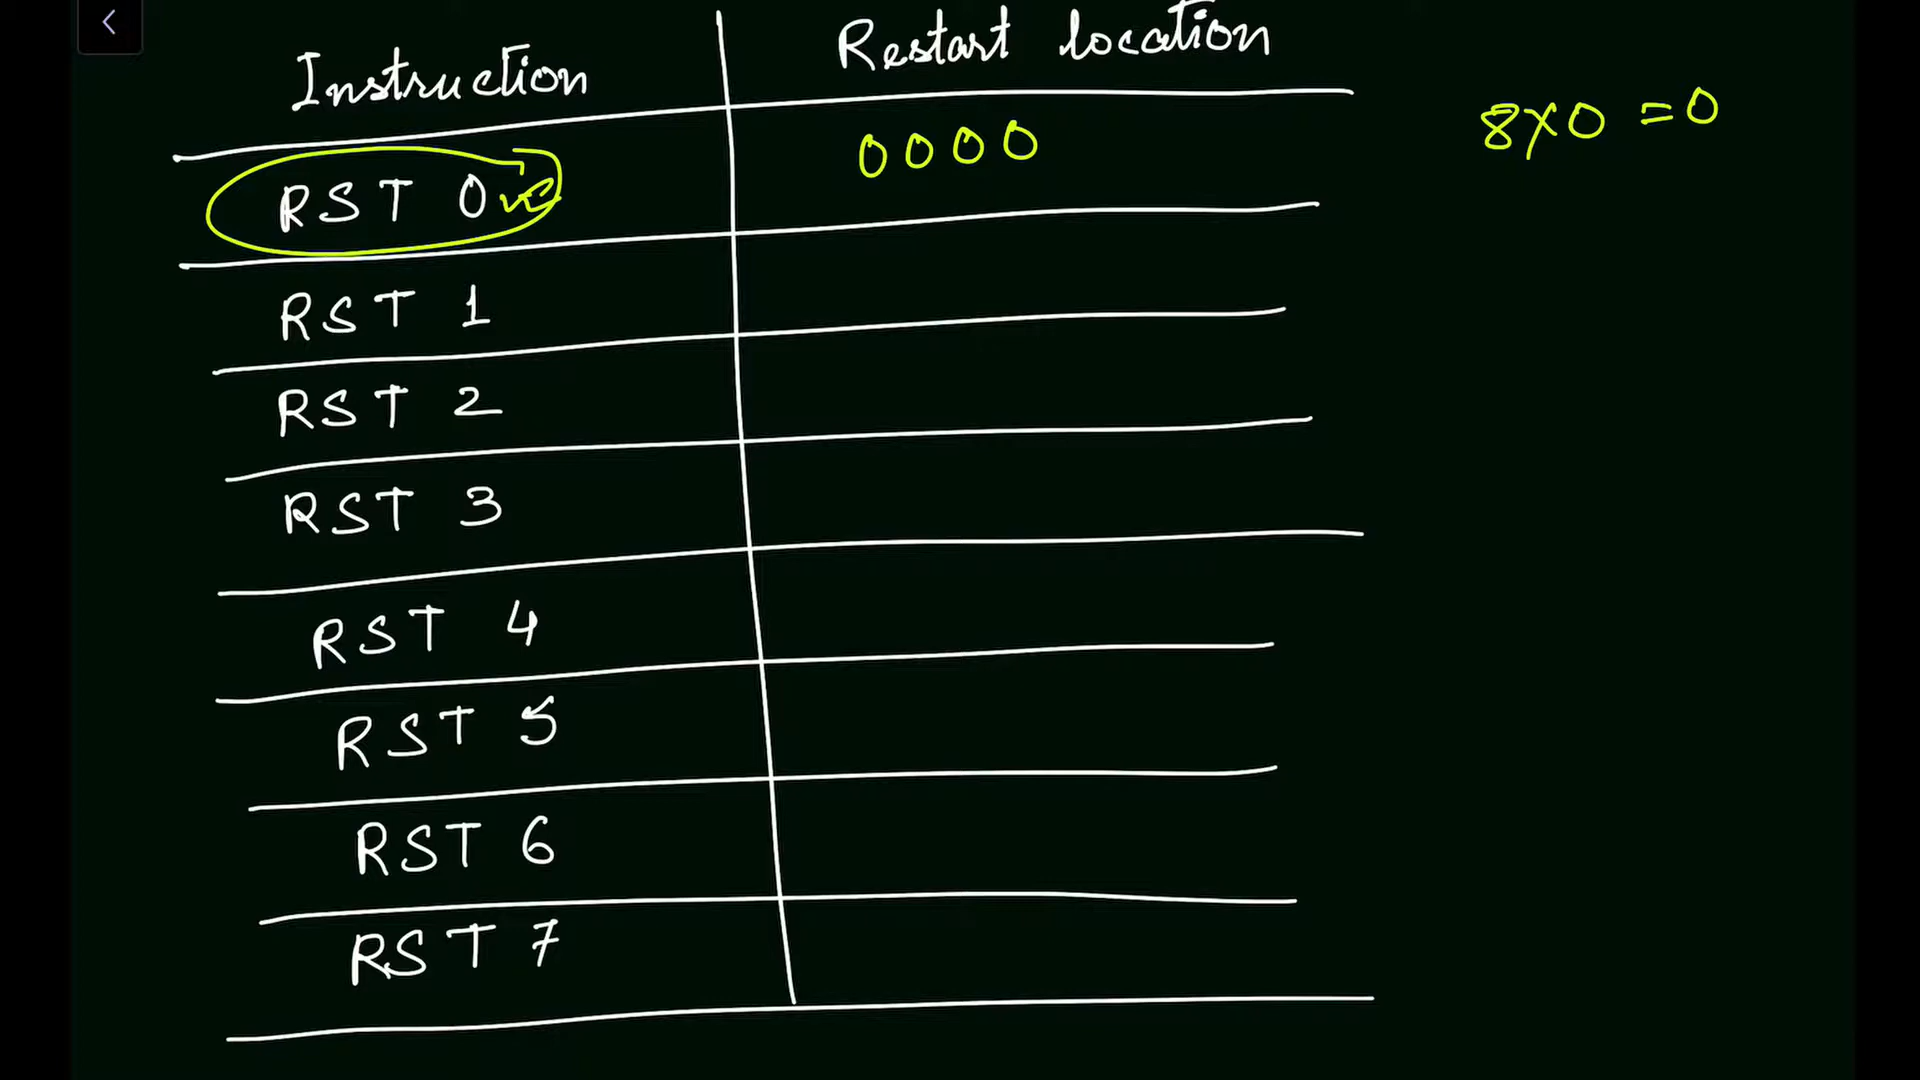 Instruction Restart location
RST 0 0000 8×0 = 0
RST 1
RST 2
RST 3
RST 4
RST 5
RST 6
RST 7